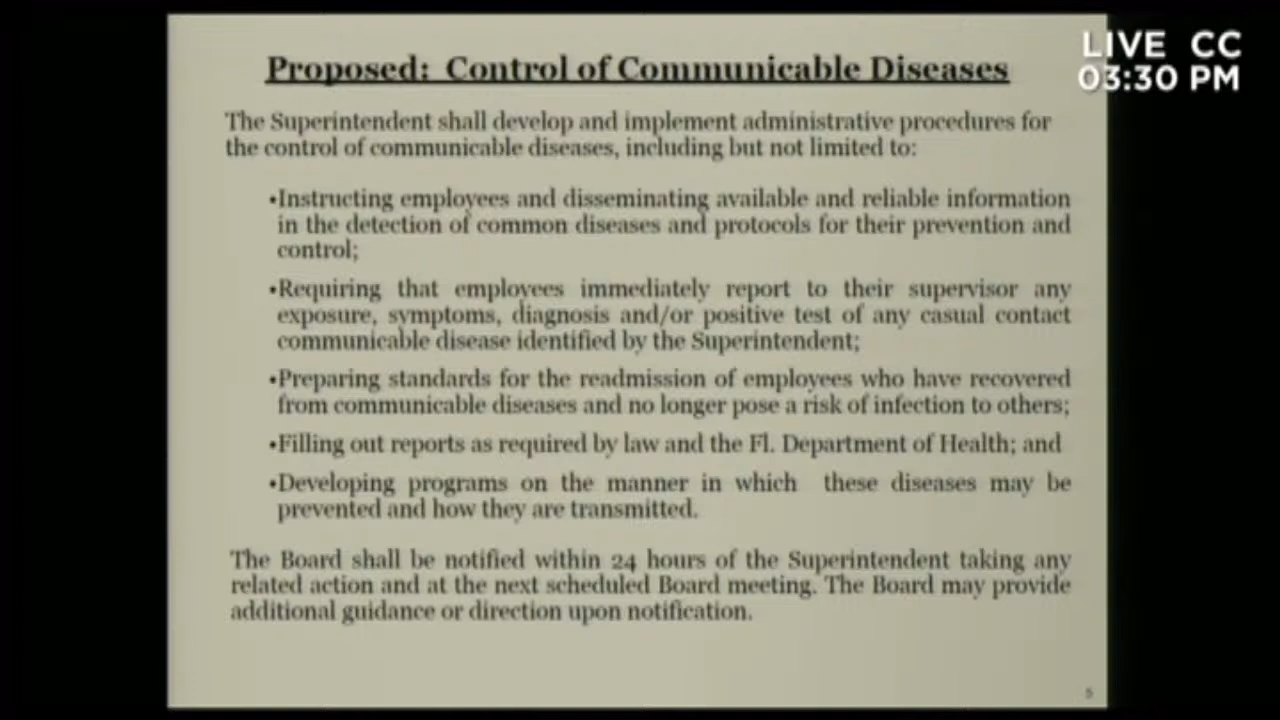 LIVE CC
03:30 PM
Proposed: Control of Communicable Diseases
The Superintendent shall develop and implement administrative procedures for
the control of communicable diseases, including but not limited to:
•Instructing employees and disseminating available and reliable information
in the detection of common diseases and protocols for their prevention and
control;
•Requiring that employees immediately report to their supervisor any
exposure, symptoms, diagnosis and/or positive test of any casual contact
communicable disease identified by the Superintendent;
•Preparing standards for the readmission of employees who have recovered
from communicable diseases and no longer pose a risk of infection to others;
•Filling out reports as required by law and the Fl. Department of Health; and
•Developing programs on the manner in which these diseases may be
prevented and how they are transmitted.
The Board shall be notified within 24 hours of the Superintendent taking any
related action and at the next scheduled Board meeting. The Board may provide
additional guidance or direction upon notification.
5